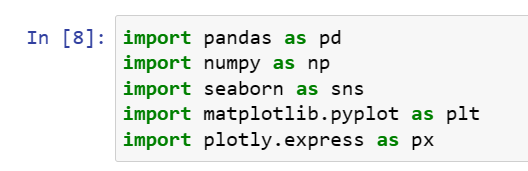 In [8]: import pandas as pd
import numpy as np
import seaborn as sns
import matplotlib.pyplot as plt
import plotly.express as px